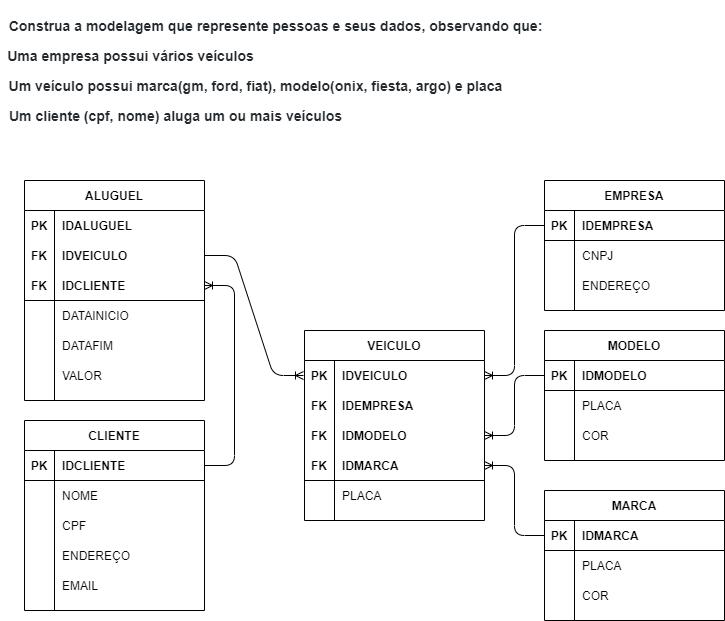 Construa a modelagem que represente pessoas e seus dados, observando que:
Uma empresa possui vários veículos
Um veículo possui marca(gm, ford, fiat), modelo(onix, fiesta, argo) e placa
Um cliente (cpf, nome) aluga um ou mais veículos
ALUGUEL
PK IDALUGUEL
FK IDVEICULO
FK IDCLIENTE
DATAINICIO
DATAFIM
VALOR
CLIENTE
PK IDCLIENTE
NOME
CPF
ENDEREÇO
EMAIL
VEICULO
PK IDVEICULO
FK IDEMPRESA
FK IDMODELO
FK IDMARCA
PLACA
EMPRESA
PK IDEMPRESA
CNPJ
ENDEREÇO
MODELO
PK IDMODELO
PLACA
COR
MARCA
PK IDMARCA
PLACA
COR